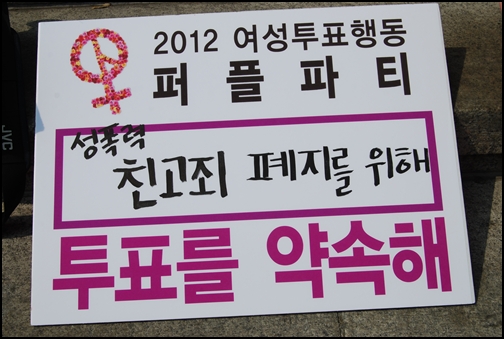 2012 여성투표행동
퍼플파티
성폭력
친고죄 폐지를 위해
투표를 약속해
JVC